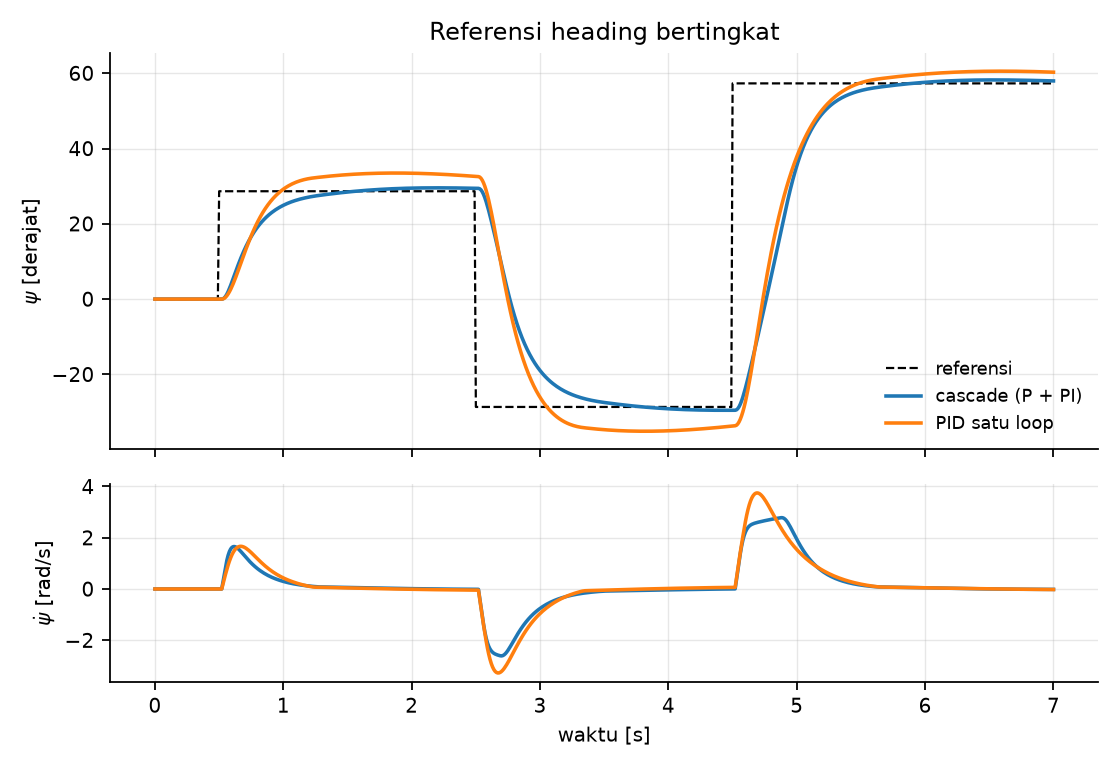 Referensi heading bertingkat
60
40
20
0
−20
ψ [derajat]
referensi
cascade (P + PI)
PID satu loop
4
2
0
−2
ψ̇ [rad/s]
0 1 2 3 4 5 6 7
waktu [s]